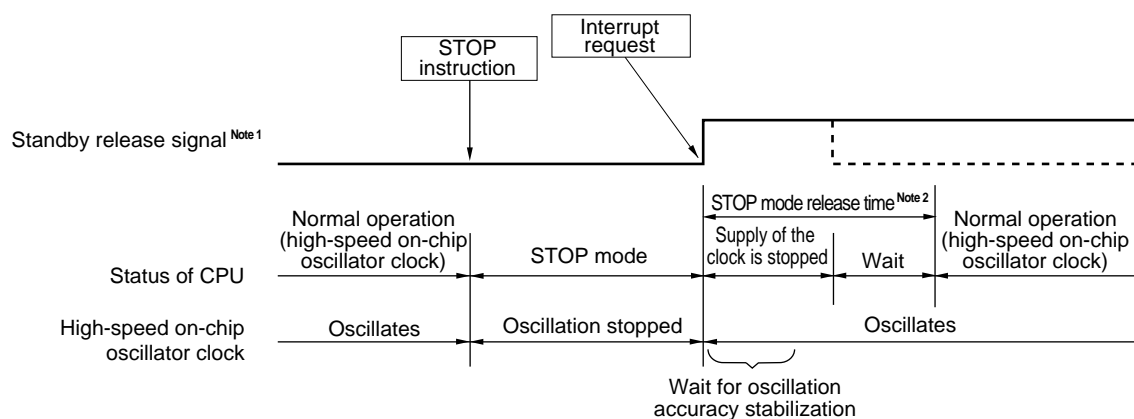 Interrupt
request
STOP
instruction
Standby release signal Note 1
STOP mode release time Note 2
Normal operation
(high-speed on-chip
oscillator clock)
Supply of the
clock is stopped
Normal operation
(high-speed on-chip
oscillator clock)
Status of CPU
STOP mode
Wait
High-speed on-chip
oscillator clock
Oscillates
Oscillation stopped
Oscillates
Wait for oscillation
accuracy stabilization